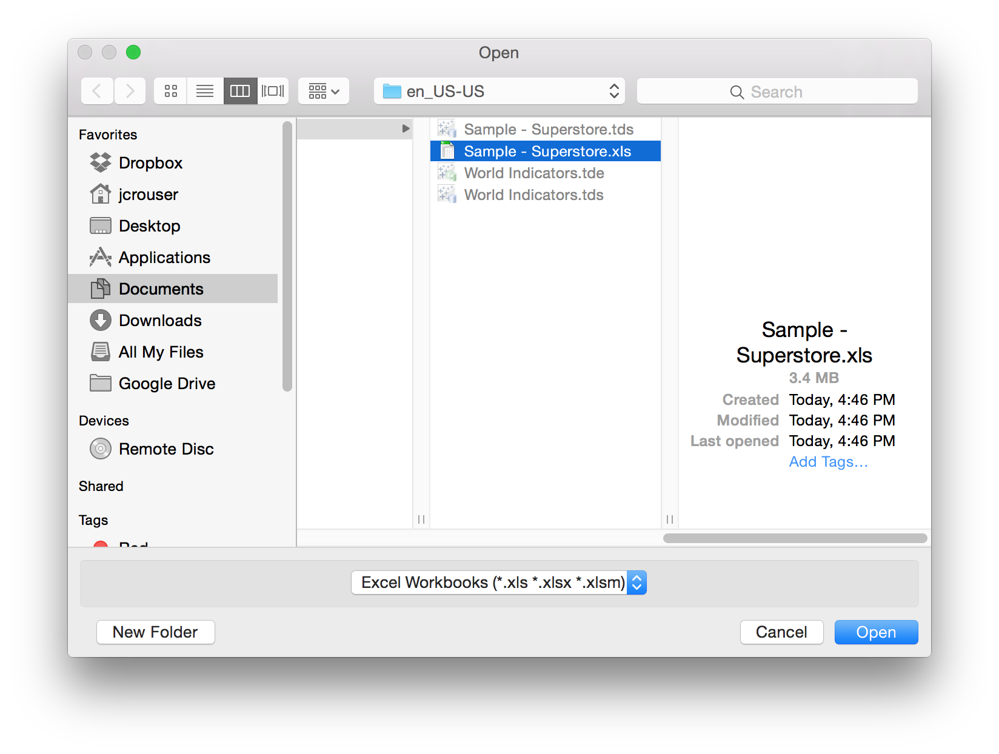 Open
en_US-US
Search
Favorites
Dropbox
jcrouser
Desktop
Applications
Documents
Downloads
All My Files
Google Drive
Devices
Remote Disc
Shared
Tags
Red
Sample - Superstore.tds
Sample - Superstore.xls
World Indicators.tde
World Indicators.tds
Sample -
Superstore.xls
3.4 MB
Created Today, 4:46 PM
Modified Today, 4:46 PM
Last opened Today, 4:46 PM
Add Tags...
Excel Workbooks (*.xls *.xlsx *.xlsm)
New Folder
Cancel
Open